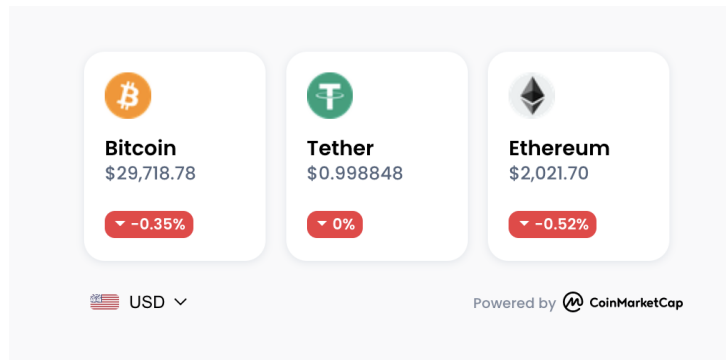 Bitcoin
$29,718.78
-0.35%
Tether
$0.998848
0%
Ethereum
$2,021.70
-0.52%
USD
Powered by CoinMarketCap